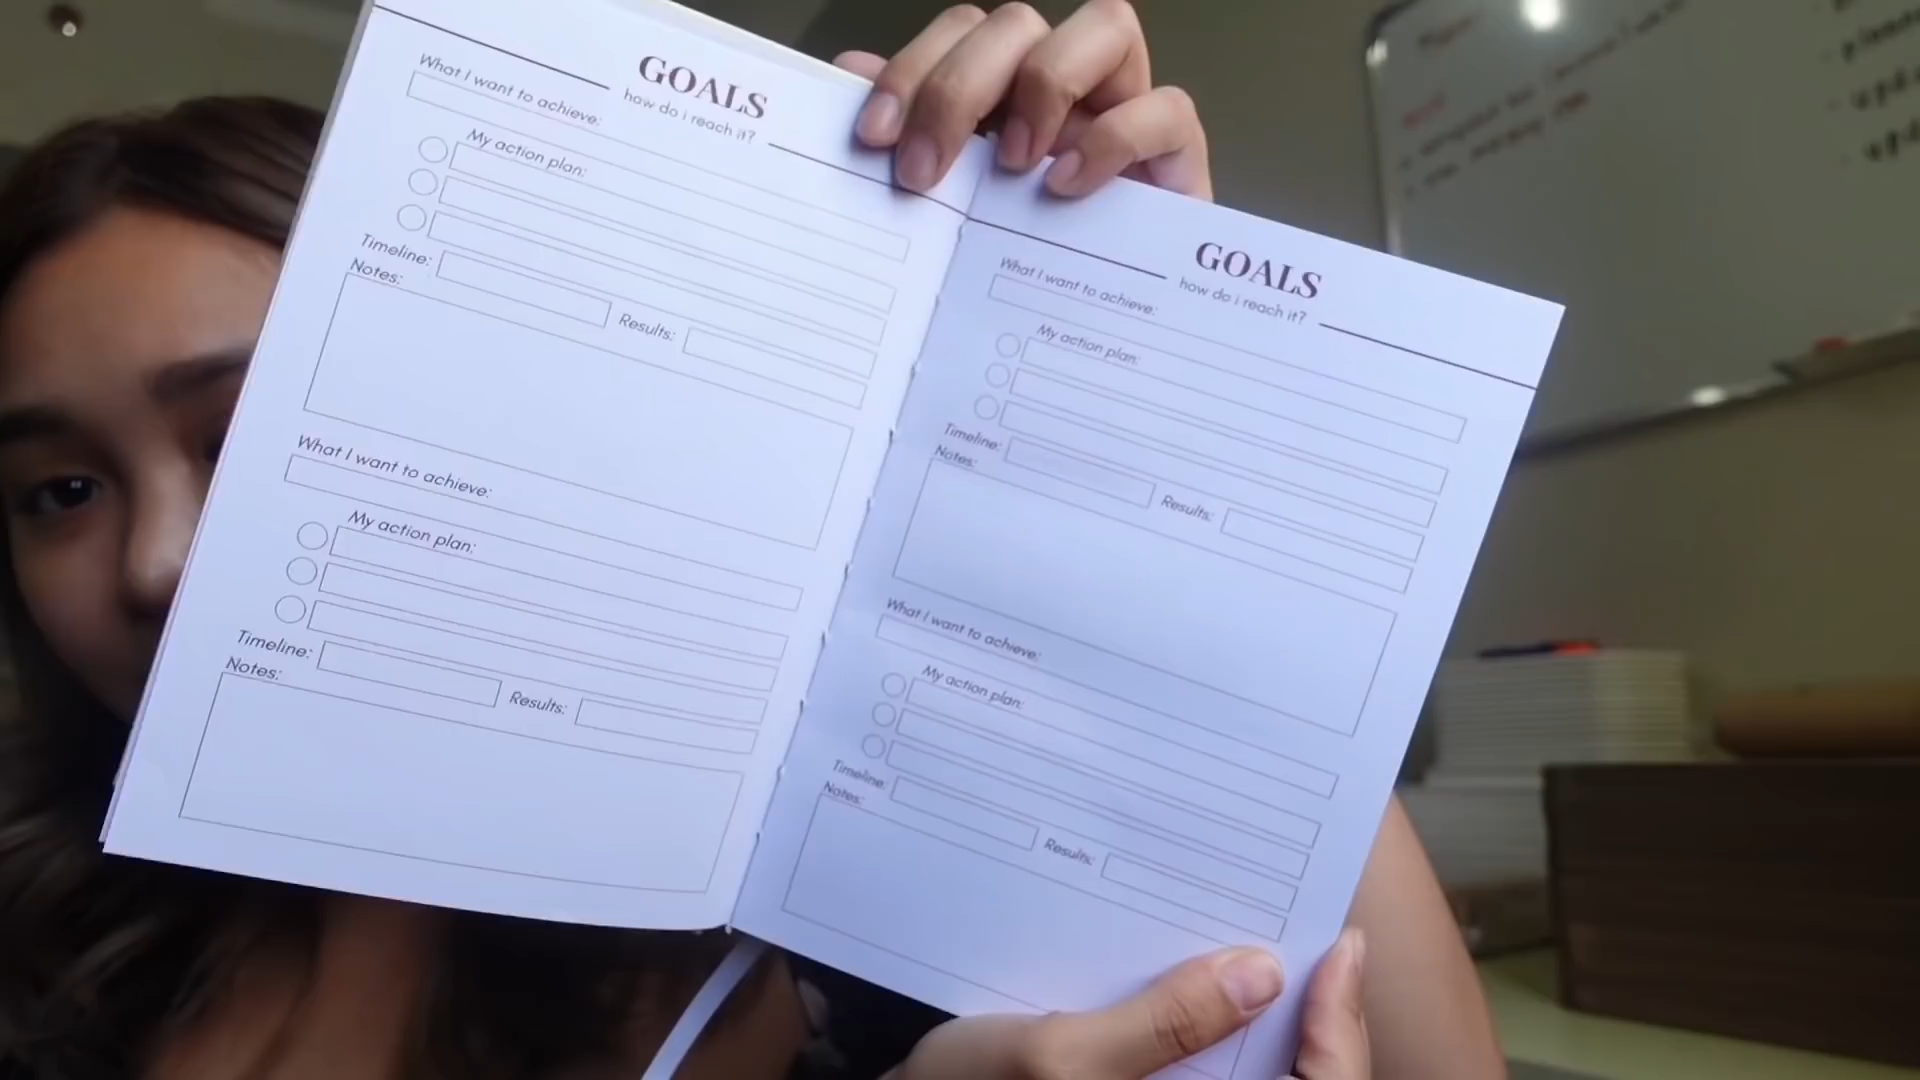 GOALS
how do i reach it?
What I want to achieve:
My action plan:
Timeline:
Results:
Notes:
What I want to achieve:
My action plan:
Timeline:
Results:
Notes:
GOALS
how do i reach it?
What I want to achieve:
My action plan:
Timeline:
Results:
Notes:
What I want to achieve:
My action plan:
Timeline:
Results:
Notes: